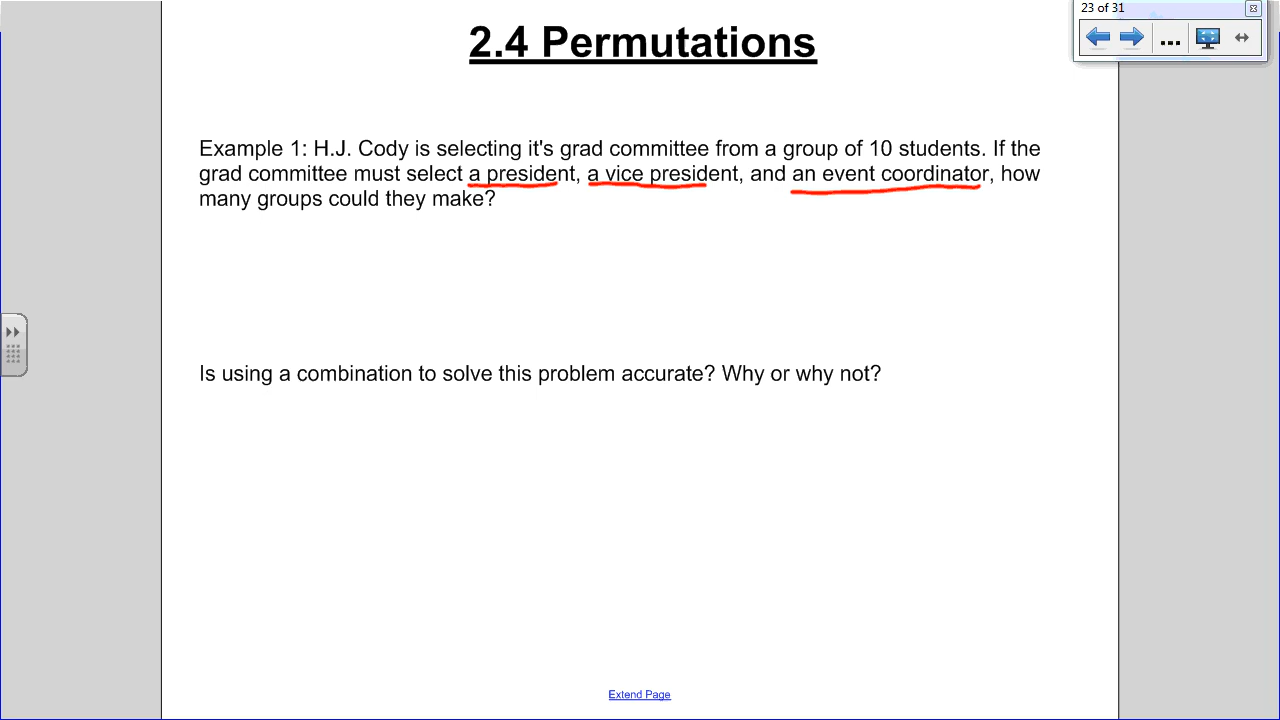 23 of 31
2.4 Permutations
Example 1: H.J. Cody is selecting it's grad committee from a group of 10 students. If the
grad committee must select a president, a vice president, and an event coordinator, how
many groups could they make?
Is using a combination to solve this problem accurate? Why or why not?
Extend Page